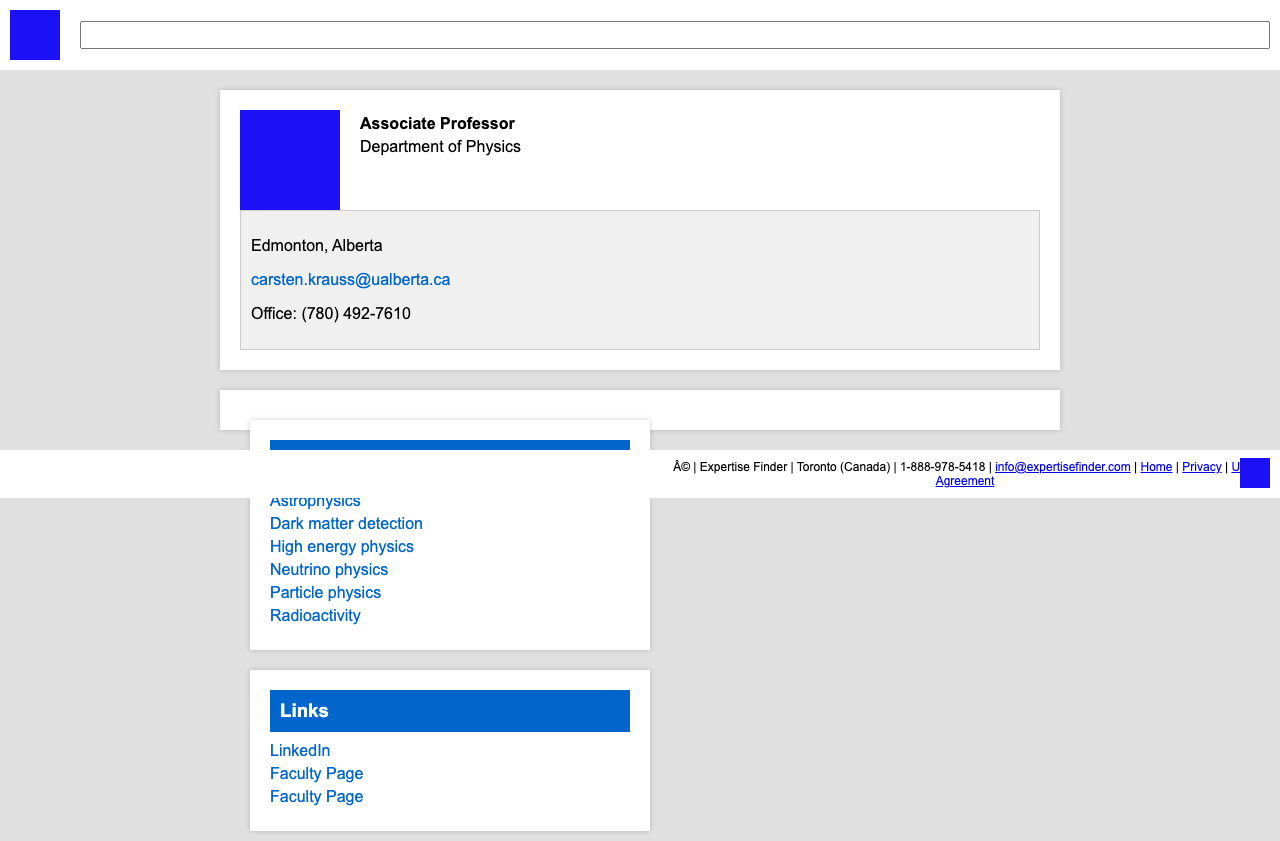 Associate Professor
Department of Physics
Edmonton, Alberta
carsten.krauss@ualberta.ca
Office: (780) 492-7610
Â© | Expertise Finder | Toronto (Canada) | 1-888-978-5418 | info@expertisefinder.com | Home | Privacy |
Agreement
Astrophysics
Dark matter detection
High energy physics
Neutrino physics
Particle physics
Radioactivity
Links
LinkedIn
Faculty Page
Faculty Page